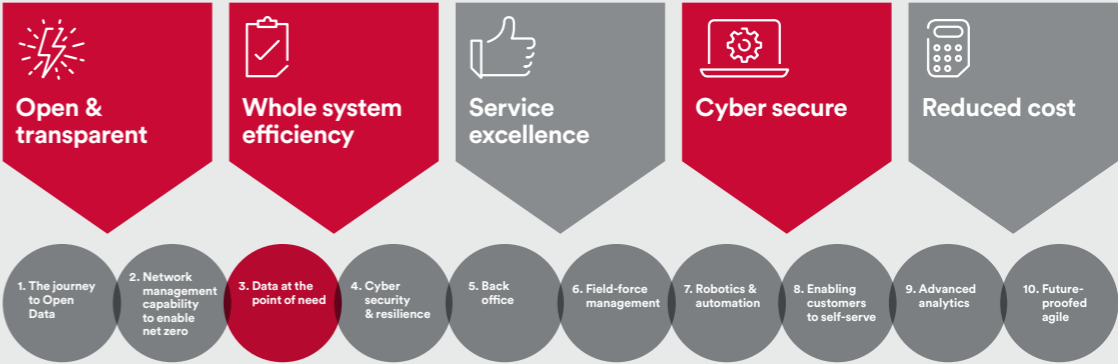 Open &
transparent
Whole system
efficiency
Service
excellence
Cyber secure
Reduced cost
1. The journey
to Open
Data
2. Network
management
capability
to enable
net zero
3. Data at the
point of need
4. Cyber
security
& resilience
5. Back
office
6. Field-force
management
7. Robotics &
automation
8. Enabling
customers
to self-serve
9. Advanced
analytics
10. Future-
proofed
agile